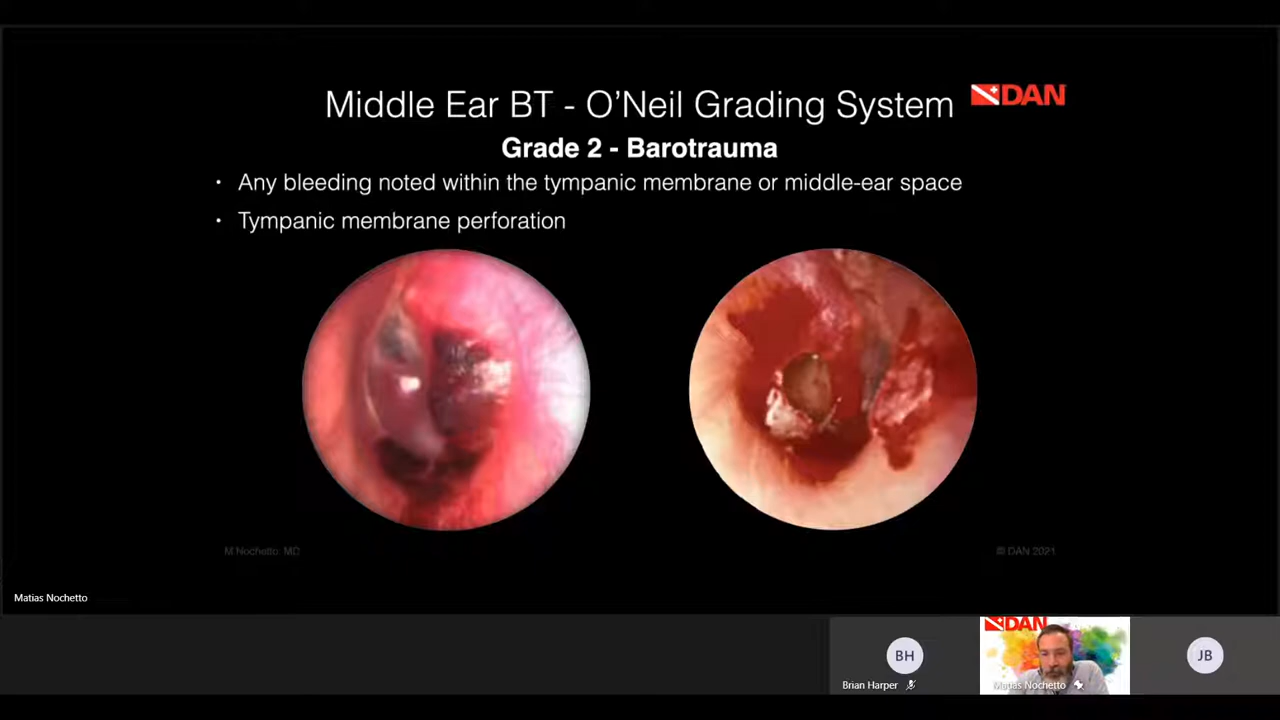 Middle Ear BT - O'Neil Grading System
DAN
Grade 2 - Barotrauma
• Any bleeding noted within the tympanic membrane or middle-ear space
• Tympanic membrane perforation
M Nochetto, MD
© DAN 2021
Matias Nochetto
DAN
BH
JB
Brian Harper
Matias Nochetto